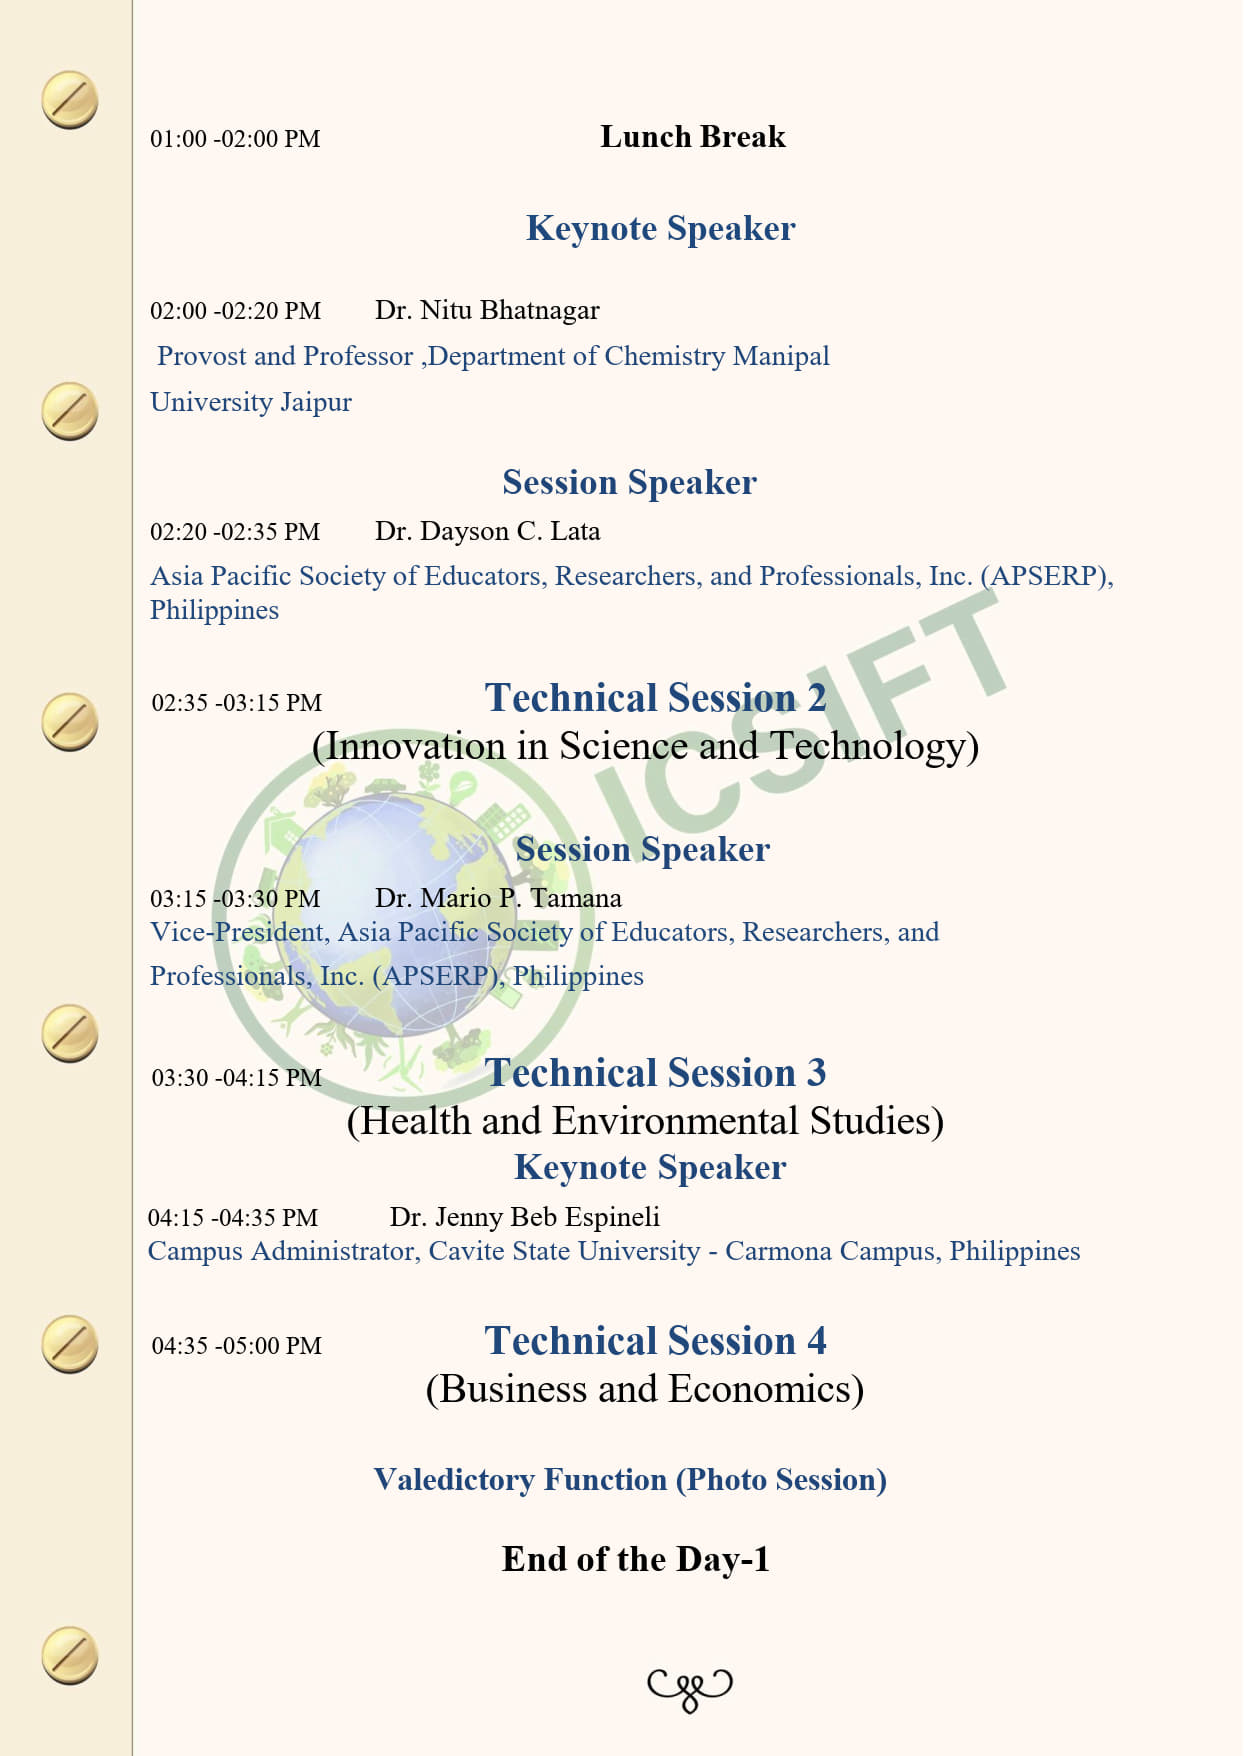 01:00 -02:00 PM Lunch Break
Keynote Speaker
02:00 -02:20 PM Dr. Nitu Bhatnagar
Provost and Professor ,Department of Chemistry Manipal
University Jaipur
Session Speaker
02:20 -02:35 PM Dr. Dayson C. Lata
Asia Pacific Society of Educators, Researchers, and Professionals, Inc. (APSERP),
Philippines
ICSIFT
02:35 -03:15 PM Technical Session 2
(Innovation in Science and Technology)
Session Speaker
03:15 -03:30 PM Dr. Mario P. Tamana
Vice-President, Asia Pacific Society of Educators, Researchers, and
Professionals, Inc. (APSERP), Philippines
03:30 -04:15 PM Technical Session 3
(Health and Environmental Studies)
Keynote Speaker
04:15 -04:35 PM Dr. Jenny Beb Espineli
Campus Administrator, Cavite State University - Carmona Campus, Philippines
04:35 -05:00 PM Technical Session 4
(Business and Economics)
Valedictory Function (Photo Session)
End of the Day-1